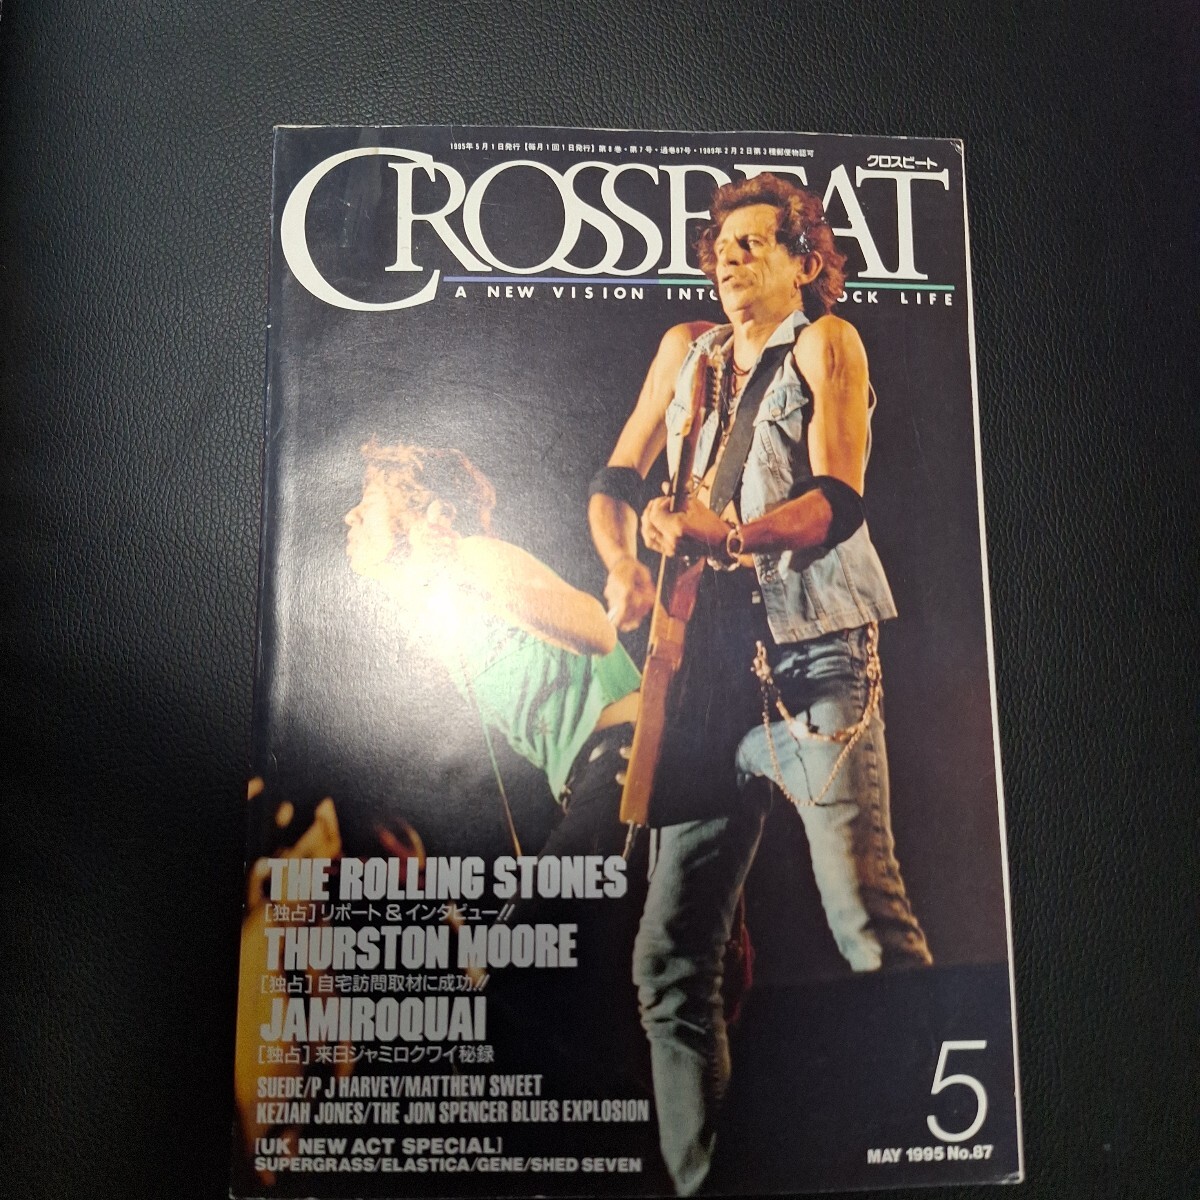 1995年5月1日発行【毎月1回1日発行】第8巻・第7号・通巻87号・1989年2月2日第3種郵便物認可
クロスビート
CROSSBEAT
A NEW VISION INTO ROCK LIFE
THE ROLLING STONES
[独占]リポート&インタビュー!!
THURSTON MOORE
[独占]自宅訪問取材に成功!!
JAMIROQUAI
[独占]来日ジャミロクワイ秘録
SUEDE/P J HARVEY/MATTHEW SWEET
KEZIAH JONES/THE JON SPENCER BLUES EXPLOSION
[UK NEW ACT SPECIAL]
SUPERGRASS/ELASTICA/GENE/SHED SEVEN
5
MAY 1995 No.87